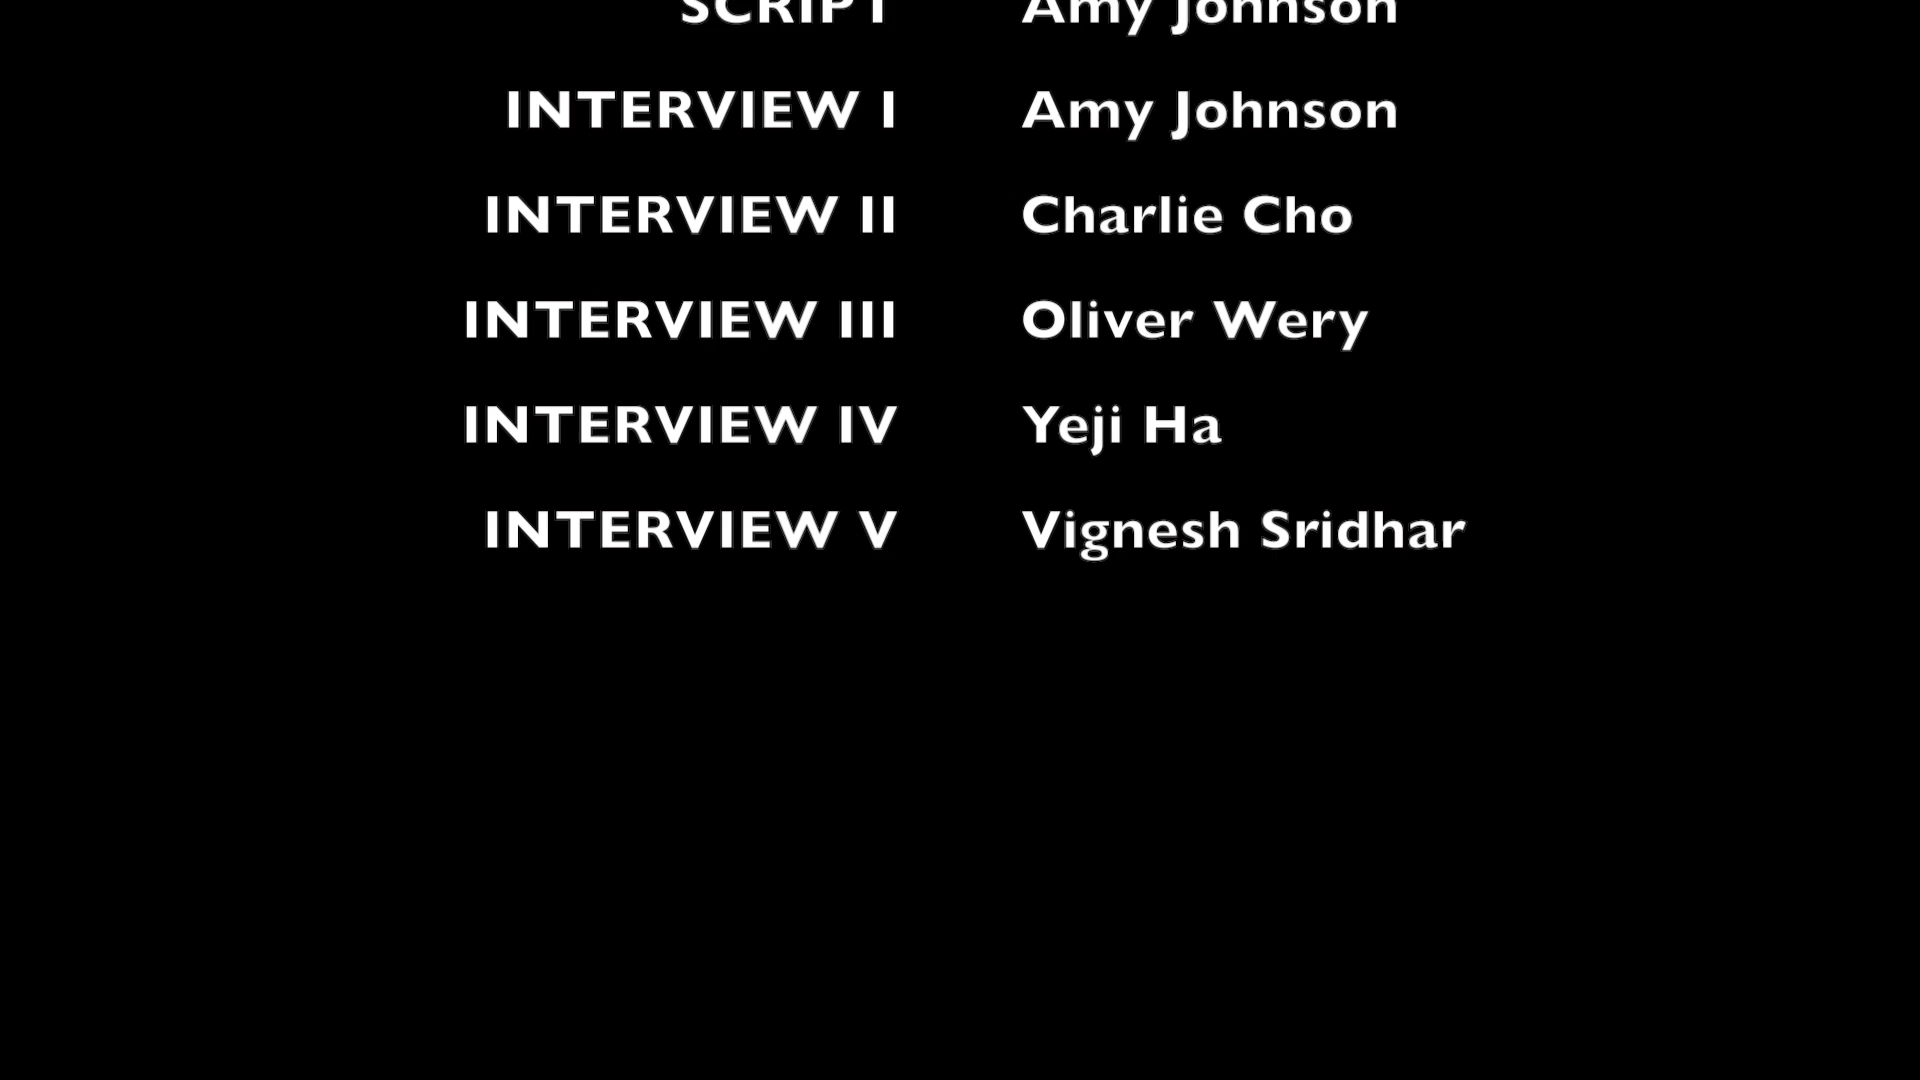 SCRIPT Amy Johnson
INTERVIEW I Amy Johnson
INTERVIEW II Charlie Cho
INTERVIEW III Oliver Wery
INTERVIEW IV Yeji Ha
INTERVIEW V Vignesh Sridhar